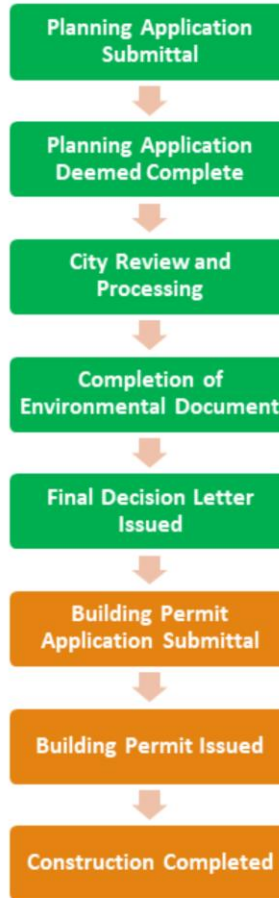 Planning Application
Submittal
Planning Application
Deemed Complete
City Review and
Processing
Completion of
Environmental Document
Final Decision Letter
Issued
Building Permit
Application Submittal
Building Permit Issued
Construction Completed